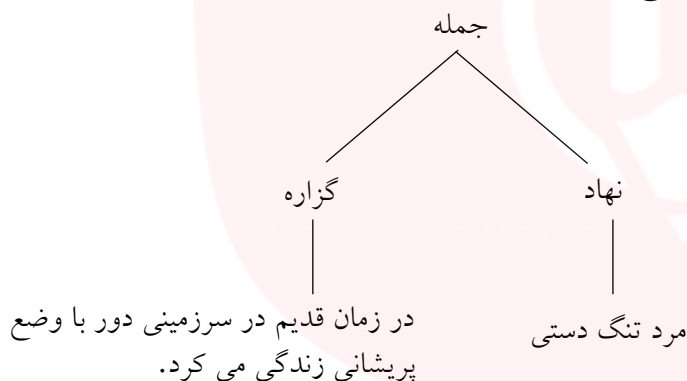 جمله
نهاد
گزاره
مرد تنگ دستی
در زمان قدیم در سرزمینی دور با وضع
پریشانی زندگی می کرد.